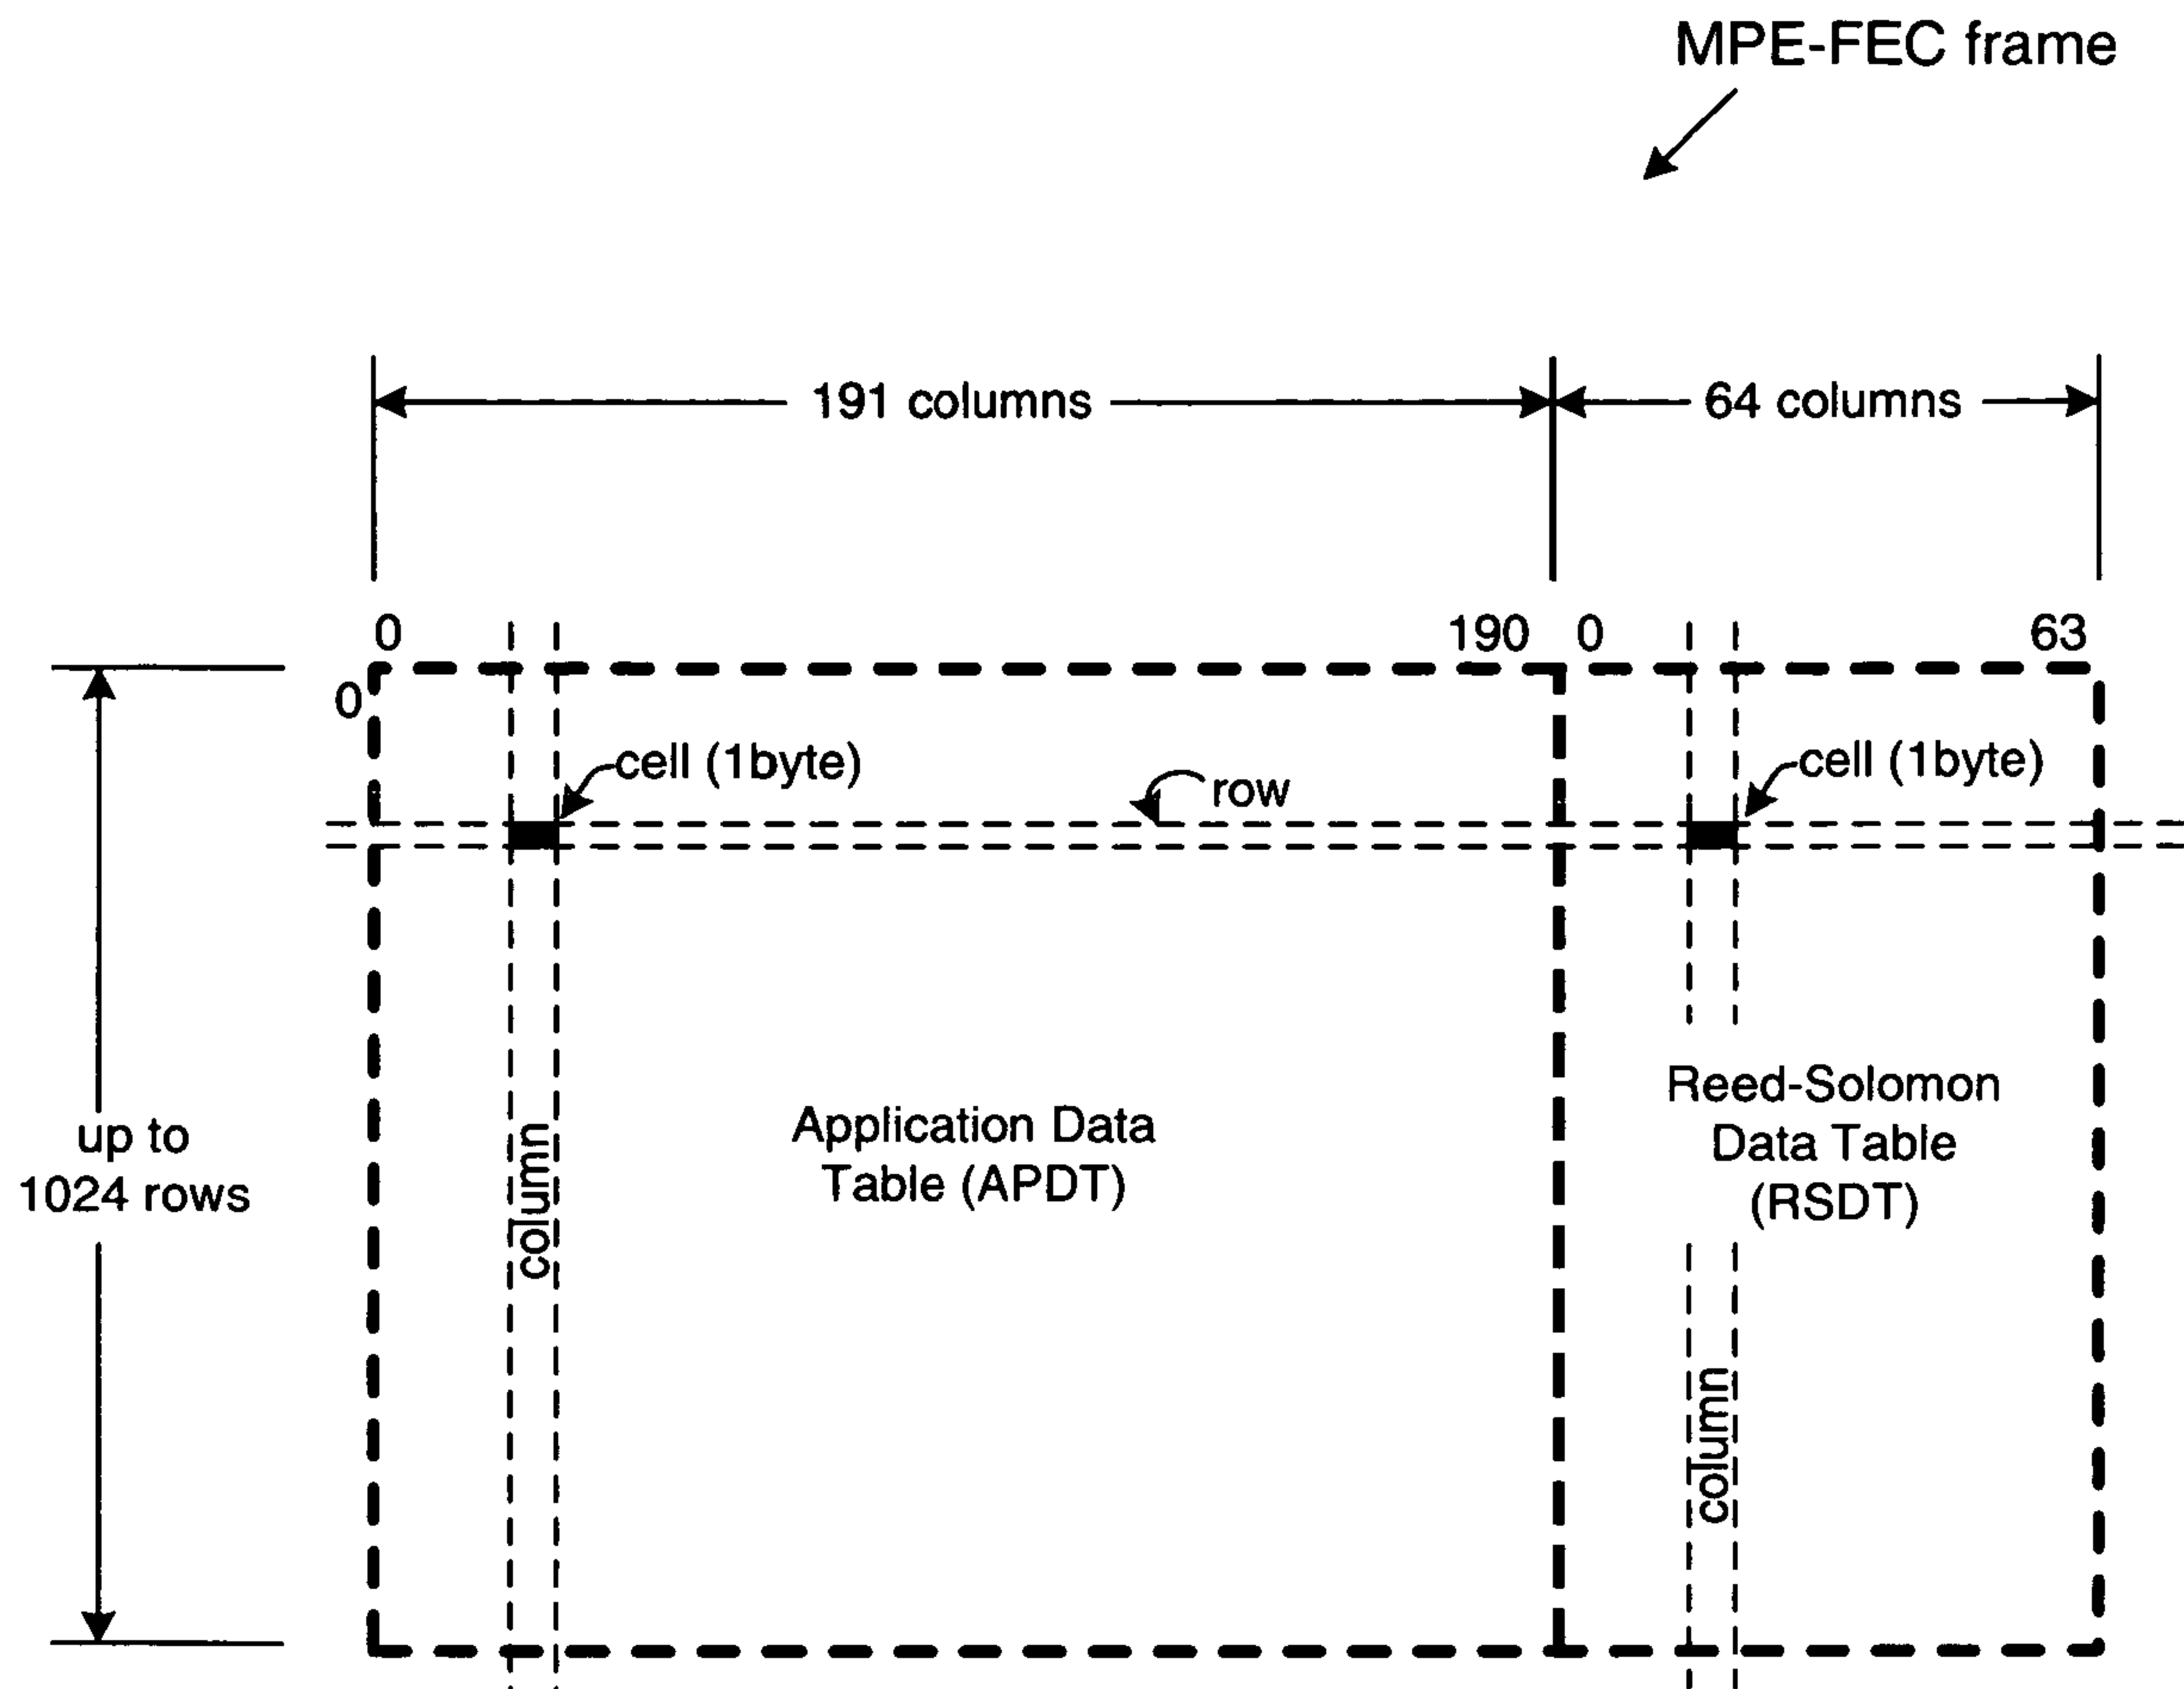 MPE-FEC frame
191 columns
64 columns
0
190
0
63
0
cell (1byte)
row
cell (1byte)
up to
1024 rows
column
Application Data
Table (APDT)
Reed-Solomon
Data Table
(RSDT)
column